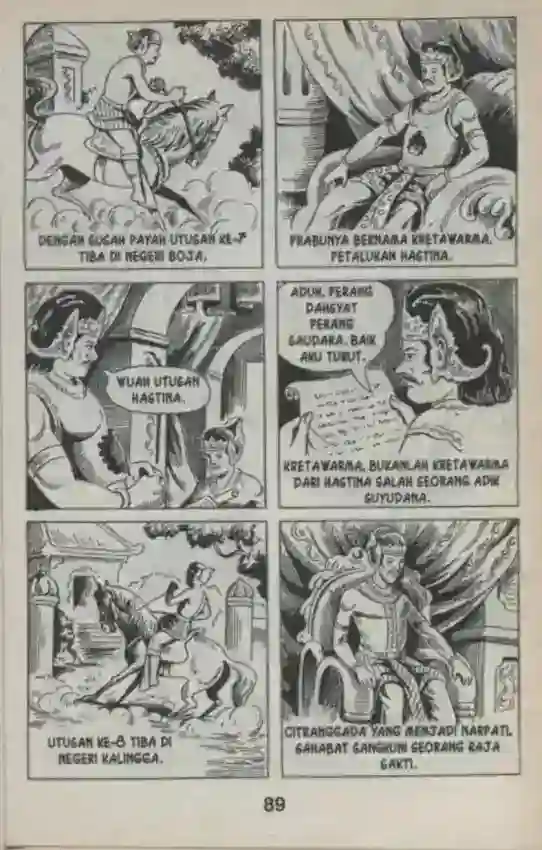 DENGAN SUSAH PAYAH UTUSAN KE-7
TIBA DI NEGERI BOJA.
PRABUNYA BERNAMA KRETAWARMA.
PETALUKAN HASTINA.
WUAH UTUSAN
HASTINA.
ADUH, PERANG
DAHSYAT
PERANG
SAUDARA. BAIK
AKU TURUT.
KRETAWARMA, BUKANLAH KRETAWARMA
DARI HASTINA SALAH SEORANG ADIK
SUYUDANA.
UTUSAN KE-8 TIBA DI
NEGERI KALINGGA.
CITRANGGADA YANG MENJADI NARPATI.
SAHABAT SANGKUNI SEORANG RAJA
SAKTI.
89